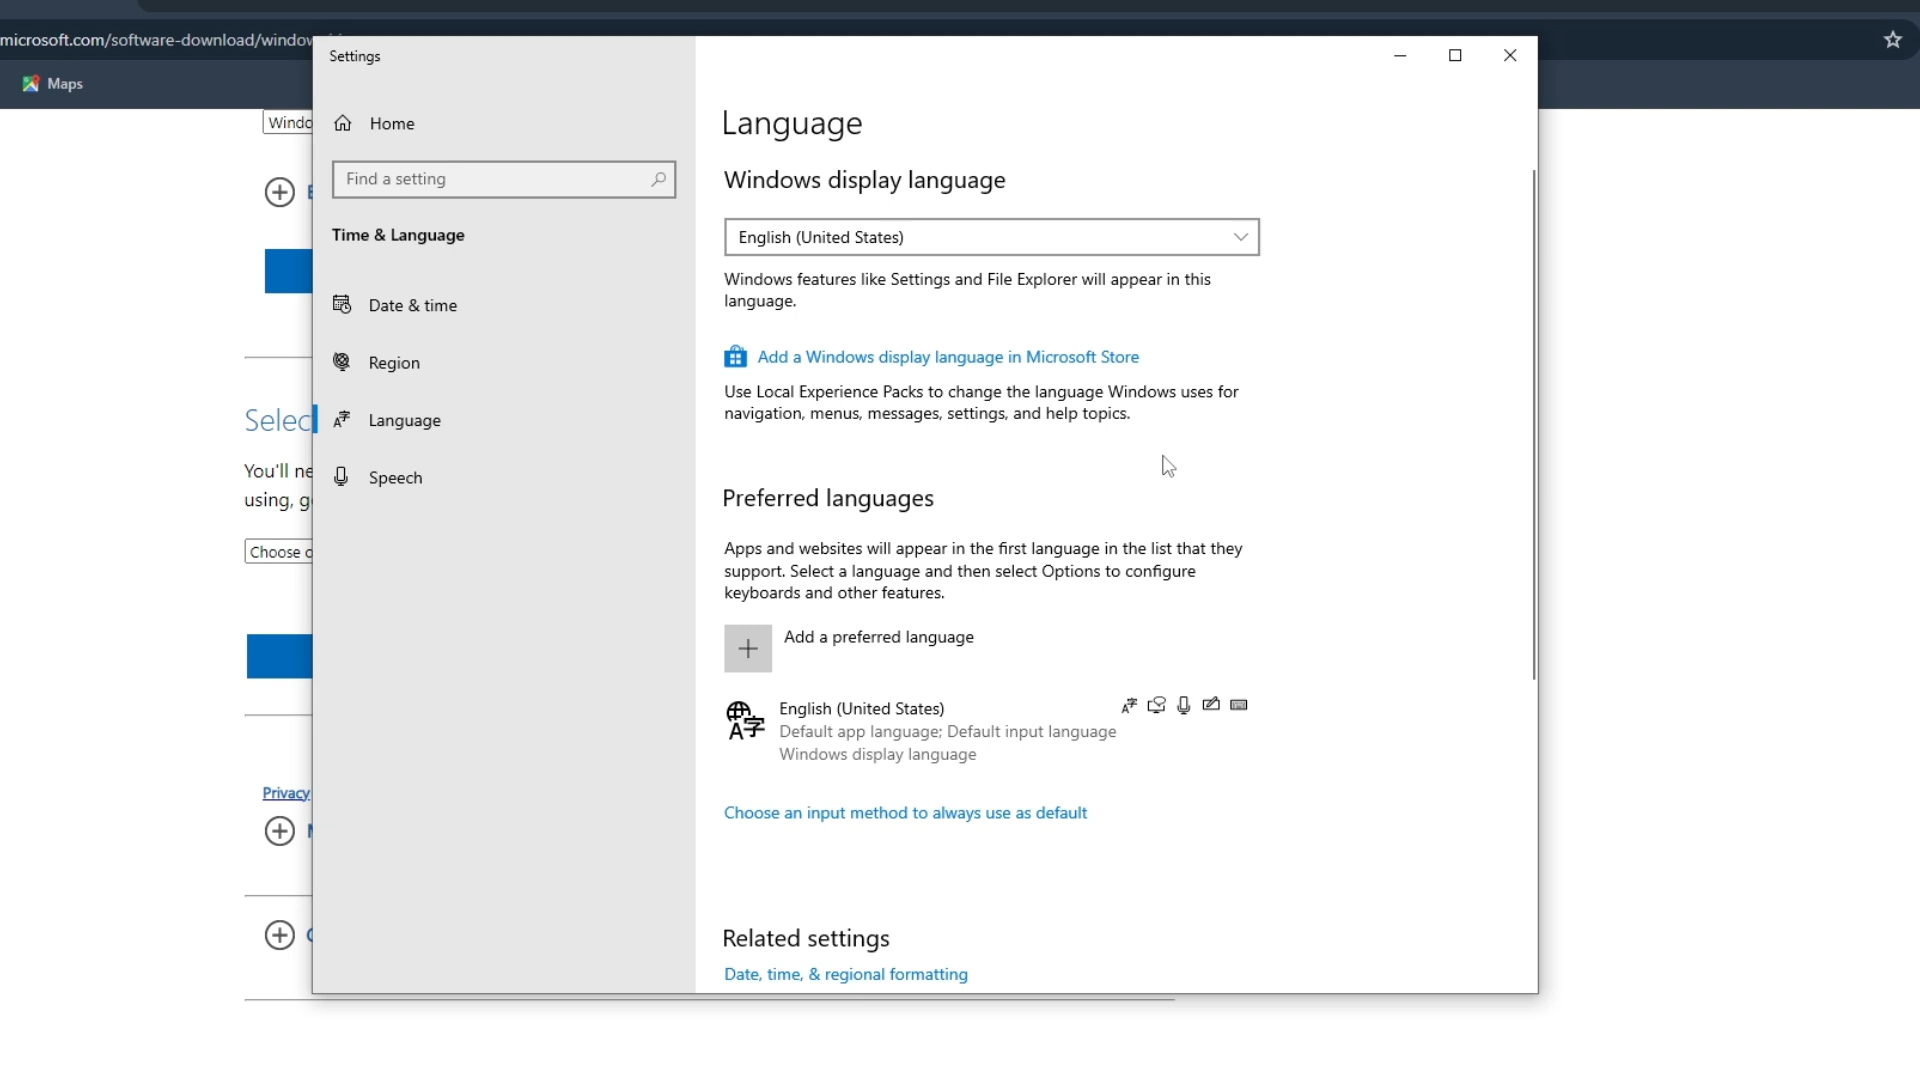 microsoft.com/software-download/window
Maps
Settings
Home
Find a setting
Time & Language
Date & time
Region
Language
Speech
Language
Windows display language
English (United States)
Windows features like Settings and File Explorer will appear in this
language.
Add a Windows display language in Microsoft Store
Use Local Experience Packs to change the language Windows uses for
navigation, menus, messages, settings, and help topics.
Preferred languages
Apps and websites will appear in the first language in the list that they
support. Select a language and then select Options to configure
keyboards and other features.
Add a preferred language
English (United States)
Default app language; Default input language
Windows display language
Choose an input method to always use as default
Related settings
Date, time, & regional formatting
Windo
Selec
You'll ne
using, g
Choose
Privacy